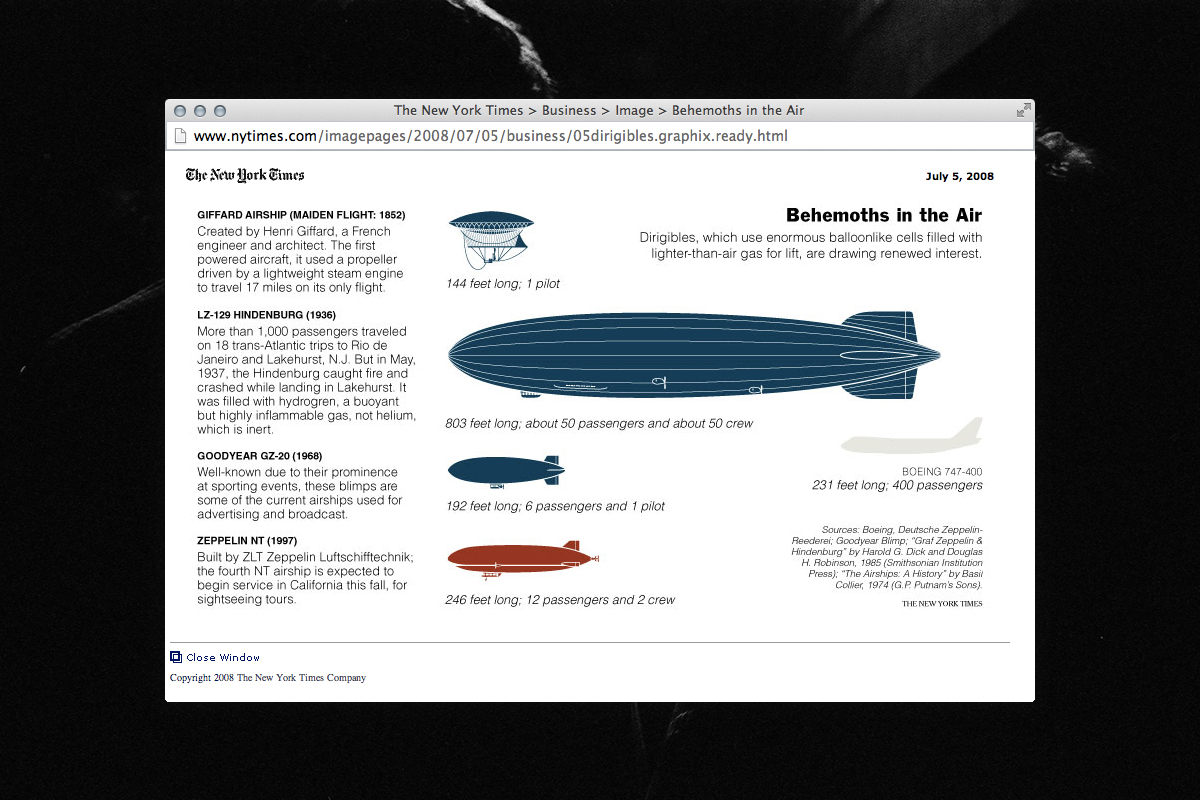 The New York Times > Business > Image > Behemoths in the Air
www.nytimes.com/imagepages/2008/07/05/business/05dirigibles.graphix.ready.html
The New York Times
July 5, 2008
Behemoths in the Air
Dirigibles, which use enormous balloonlike cells filled with
lighter-than-air gas for lift, are drawing renewed interest.
GIFFARD AIRSHIP (MAIDEN FLIGHT: 1852)
Created by Henri Giffard, a French
engineer and architect. The first
powered aircraft, it used a propeller
driven by a lightweight steam engine
to travel 17 miles on its only flight.
144 feet long; 1 pilot
LZ-129 HINDENBURG (1936)
More than 1,000 passengers traveled
on 18 trans-Atlantic trips to Rio de
Janeiro and Lakehurst, N.J. But in May,
1937, the Hindenburg caught fire and
crashed while landing in Lakehurst. It
was filled with hydrogren, a buoyant
but highly inflammable gas, not helium,
which is inert.
803 feet long; about 50 passengers and about 50 crew
BOEING 747-400
231 feet long; 400 passengers
GOODYEAR GZ-20 (1968)
Well-known due to their prominence
at sporting events, these blimps are
some of the current airships used for
advertising and broadcast.
192 feet long; 6 passengers and 1 pilot
ZEPPELIN NT (1997)
Built by ZLT Zeppelin Luftschifftechnik;
the fourth NT airship is expected to
begin service in California this fall, for
sightseeing tours.
246 feet long; 12 passengers and 2 crew
Sources: Boeing, Deutsche Zeppelin-
Reederei; Goodyear Blimp; "Graf Zeppelin &
Hindenburg" by Harold G. Dick and Douglas
H. Robinson, 1985 (Smithsonian Institution
Press); "The Airships: A History" by Basil
Collier, 1974 (G.P. Putnam's Sons).
THE NEW YORK TIMES
Close Window
Copyright 2008 The New York Times Company